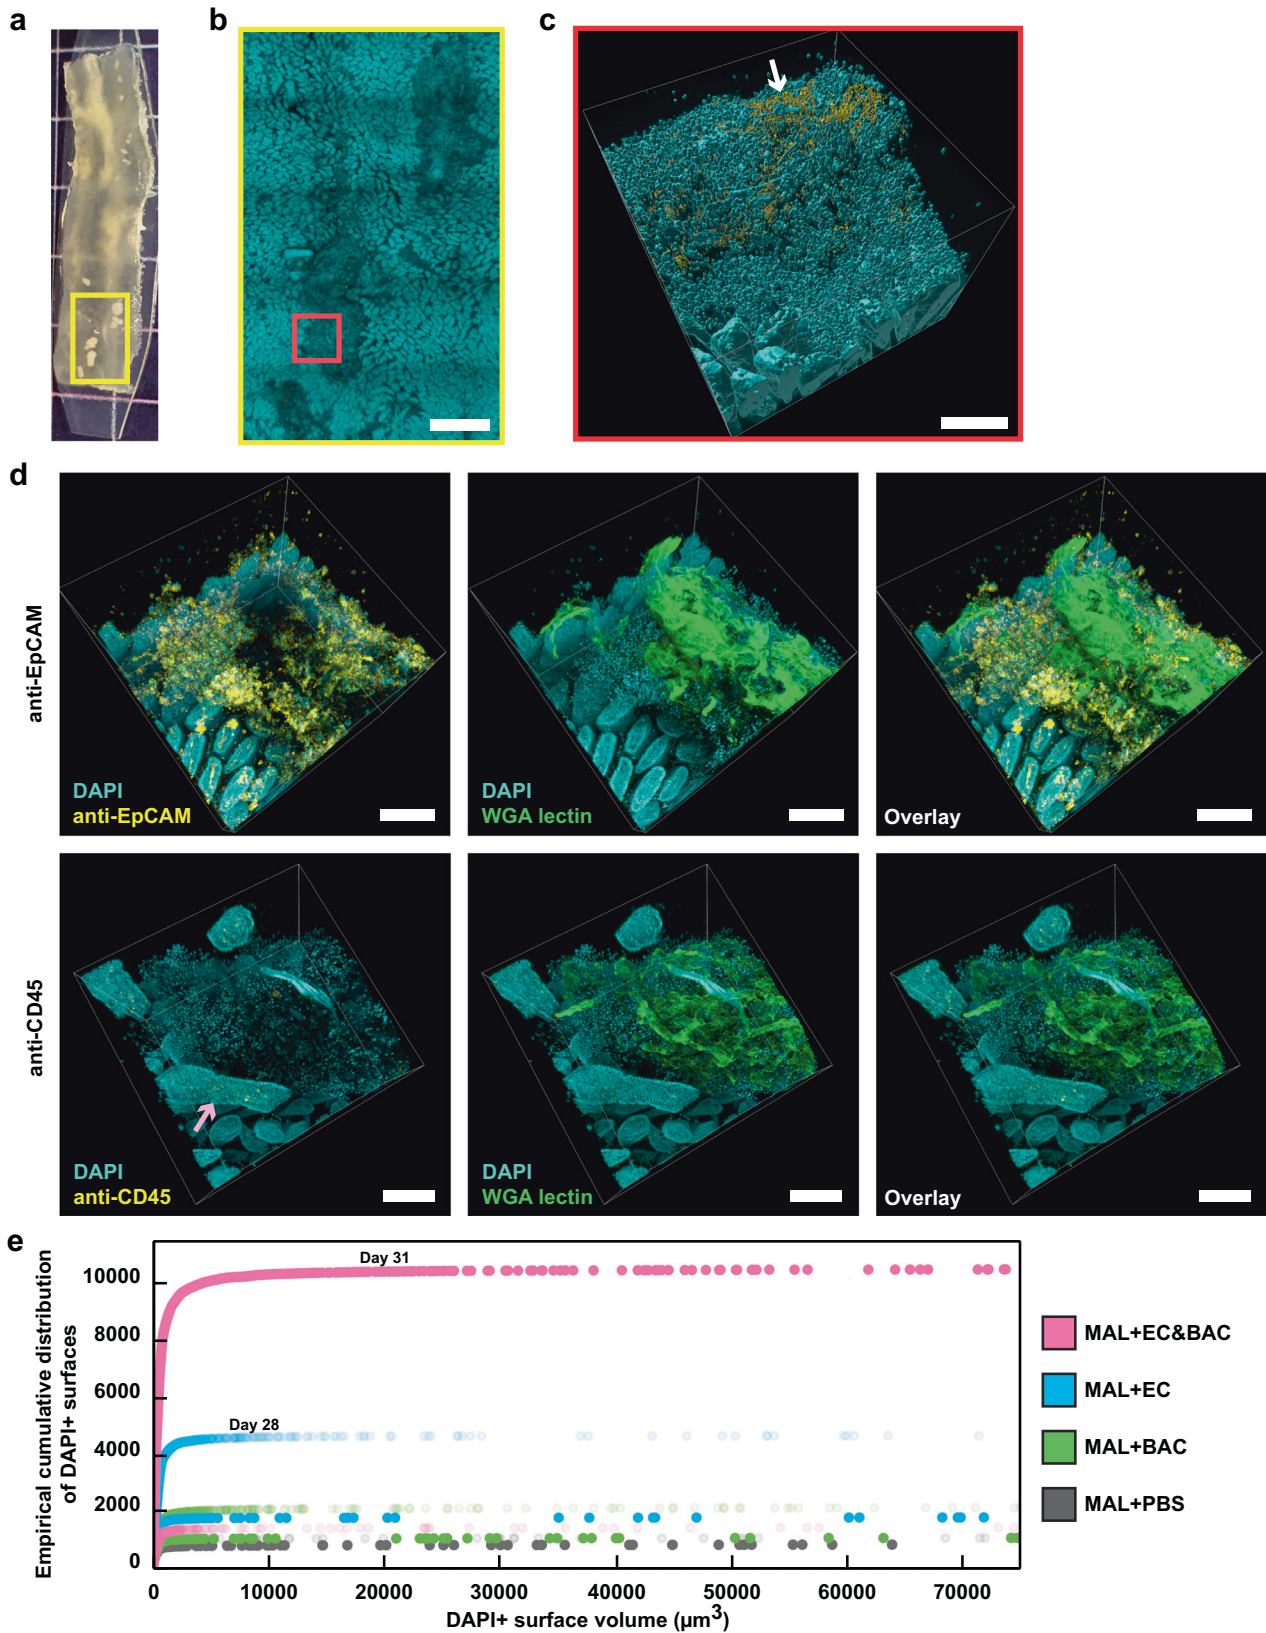 a
b
c
d
anti-EpCAM
DAPI
anti-EpCAM
DAPI
WGA lectin
Overlay
anti-CD45
DAPI
anti-CD45
DAPI
WGA lectin
Overlay
e
Empirical cumulative distribution
of DAPI+ surfaces
10000
8000
6000
4000
2000
0
Day 31
Day 28
0
10000
20000
30000
40000
50000
60000
70000
DAPI+ surface volume (µm³)
MAL+EC&BAC
MAL+EC
MAL+BAC
MAL+PBS